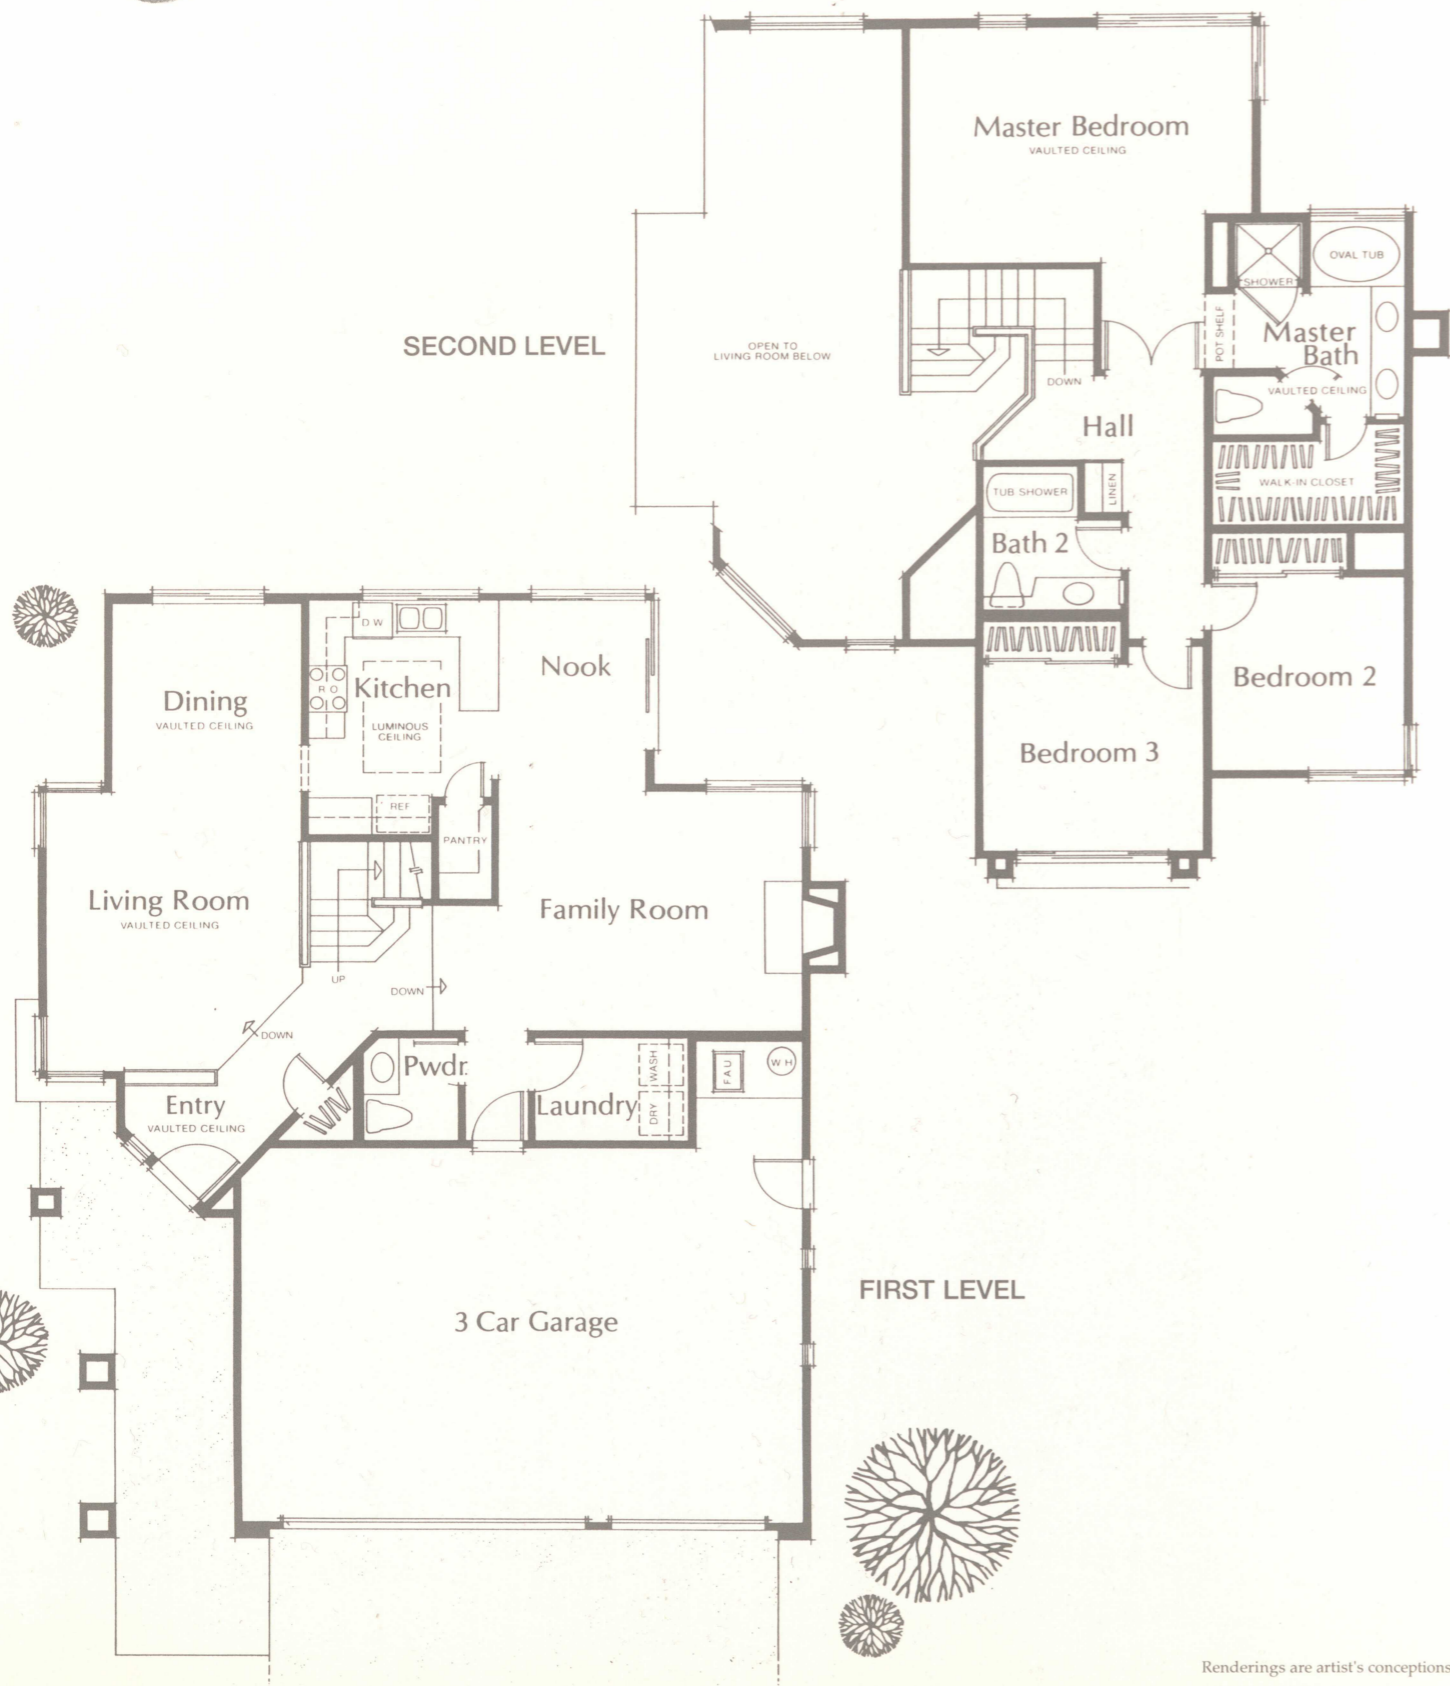 Master Bedroom
VAULTED CEILING
SHOWER
OVAL TUB
POT SHELF
Master
Bath
VAULTED CEILING
SECOND LEVEL
OPEN TO
LIVING ROOM BELOW
DOWN
Hall
LINEN
TUB SHOWER
WALK-IN CLOSET
Bath 2
Bedroom 2
Bedroom 3
D W
R O
Kitchen
LUMINOUS
CEILING
Nook
Dining
VAULTED CEILING
REF
PANTRY
Living Room
VAULTED CEILING
Family Room
UP
DOWN
DOWN
Pwdr.
Laundry
WASH
DRY
FAU
W H
Entry
VAULTED CEILING
FIRST LEVEL
3 Car Garage
Renderings are artist's conceptions